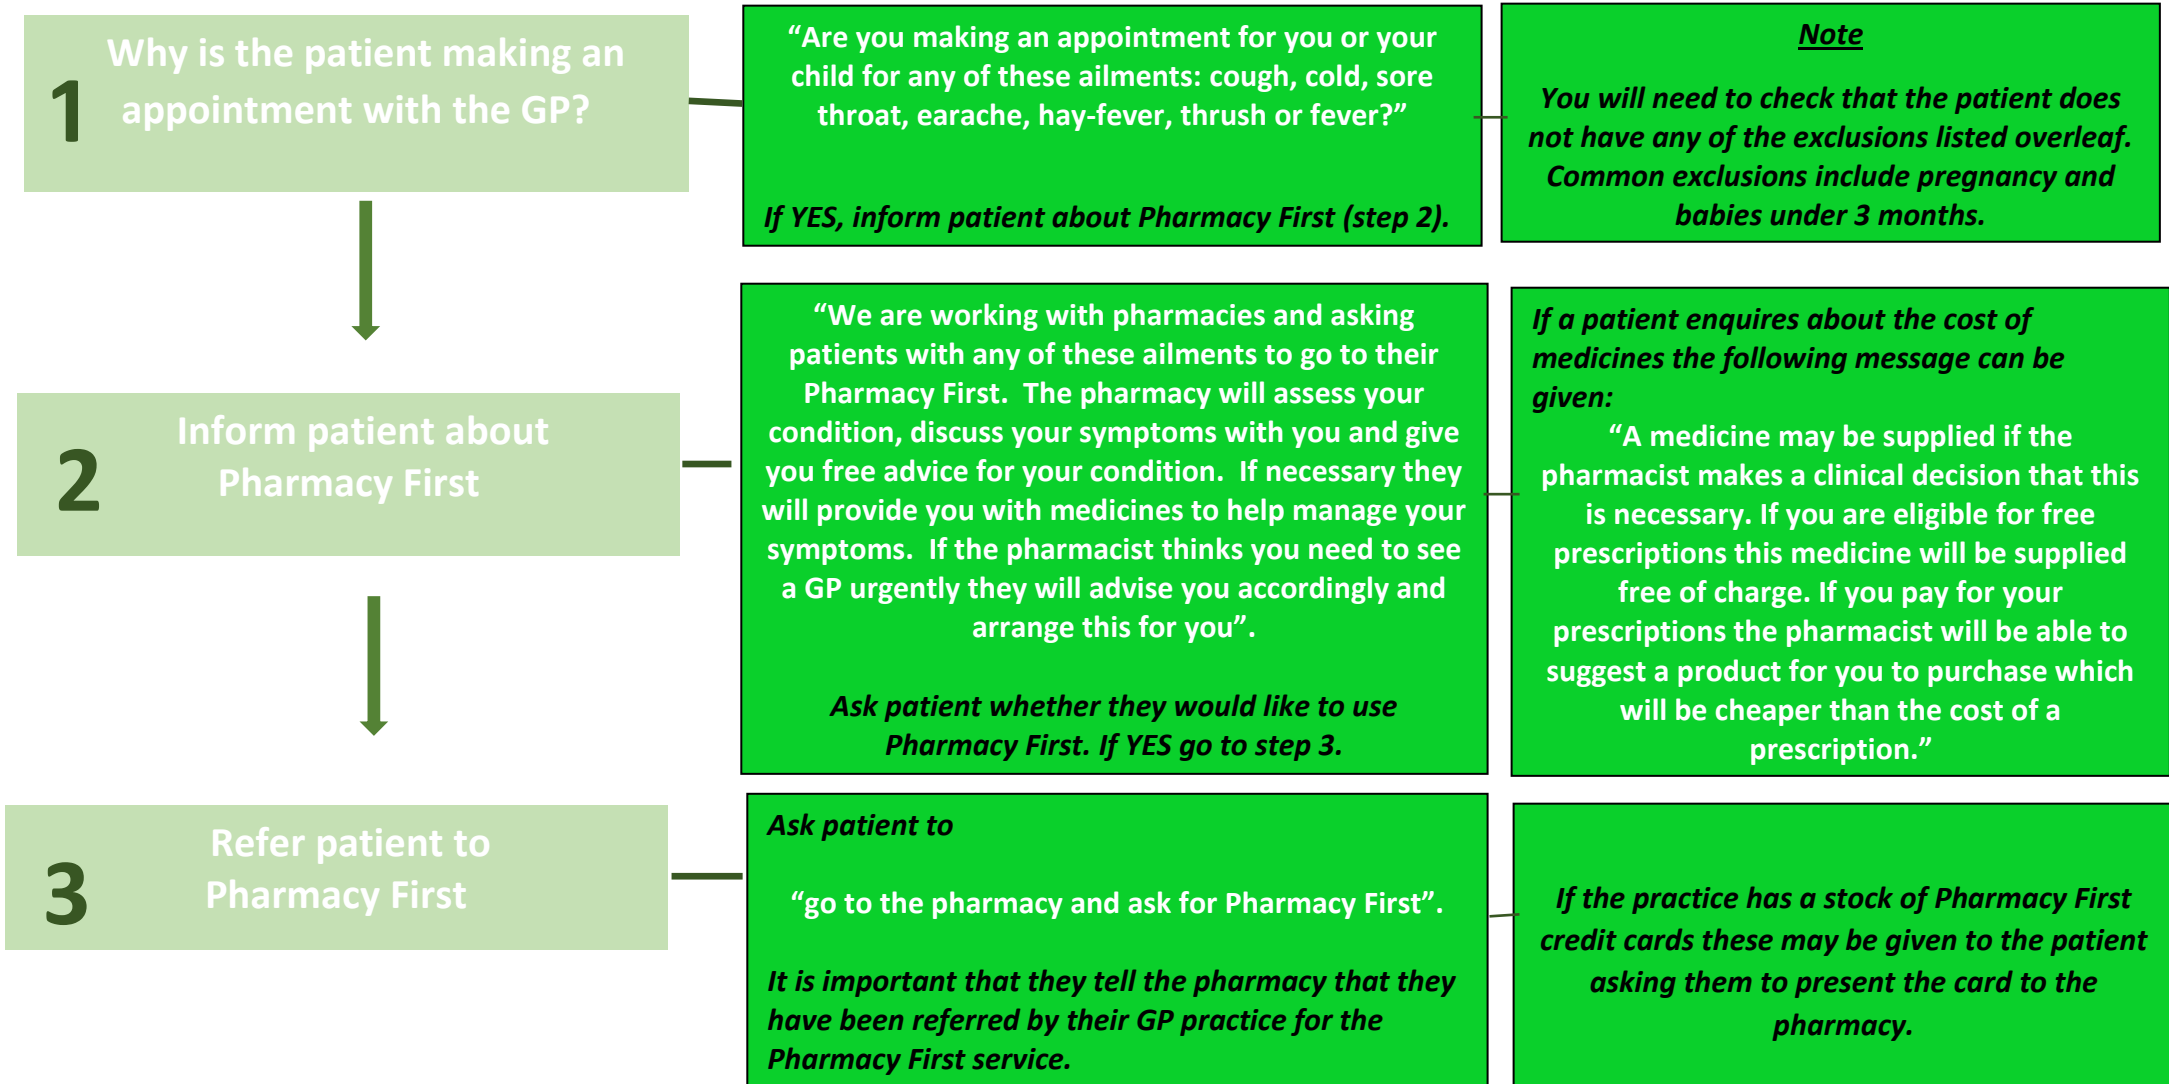 1
Why is the patient making an
appointment with the GP?
“Are you making an appointment for you or your
child for any of these ailments: cough, cold, sore
throat, earache, hay-fever, thrush or fever?”
If YES, inform patient about Pharmacy First (step 2).
Note
You will need to check that the patient does
not have any of the exclusions listed overleaf.
Common exclusions include pregnancy and
babies under 3 months.
2
Inform patient about
Pharmacy First
“We are working with pharmacies and asking
patients with any of these ailments to go to their
Pharmacy First.  The pharmacy will assess your
condition, discuss your symptoms with you and give
you free advice for your condition.  If necessary they
will provide you with medicines to help manage your
symptoms.  If the pharmacist thinks you need to see
a GP urgently they will advise you accordingly and
arrange this for you”.
Ask patient whether they would like to use
Pharmacy First. If YES go to step 3.
If a patient enquires about the cost of
medicines the following message can be
given:
“A medicine may be supplied if the
pharmacist makes a clinical decision that this
is necessary. If you are eligible for free
prescriptions this medicine will be supplied
free of charge. If you pay for your
prescriptions the pharmacist will be able to
suggest a product for you to purchase which
will be cheaper than the cost of a
prescription.”
3
Refer patient to
Pharmacy First
Ask patient to
“go to the pharmacy and ask for Pharmacy First”.
It is important that they tell the pharmacy that they
have been referred by their GP practice for the
Pharmacy First service.
If the practice has a stock of Pharmacy First
credit cards these may be given to the patient
asking them to present the card to the
pharmacy.